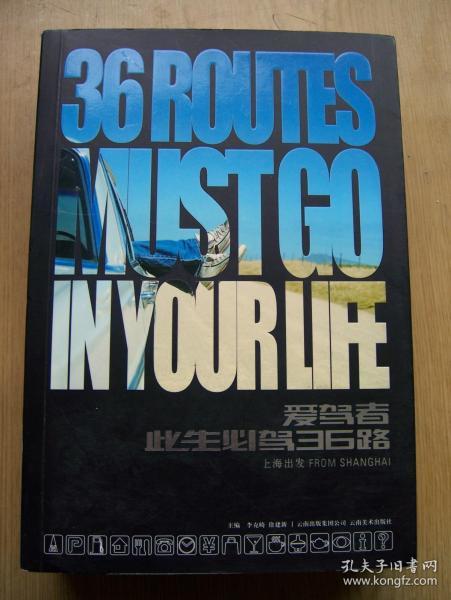 36 ROUTES
MUST GO
IN YOUR LIFE
爱驾者
此生必驾36路
上海出发 FROM SHANGHAI
主编 李克崎 徐建新 | 云南出版集团公司 云南美术出版社
P
¥
i
?
孔夫子旧书网
www.kongfz.com